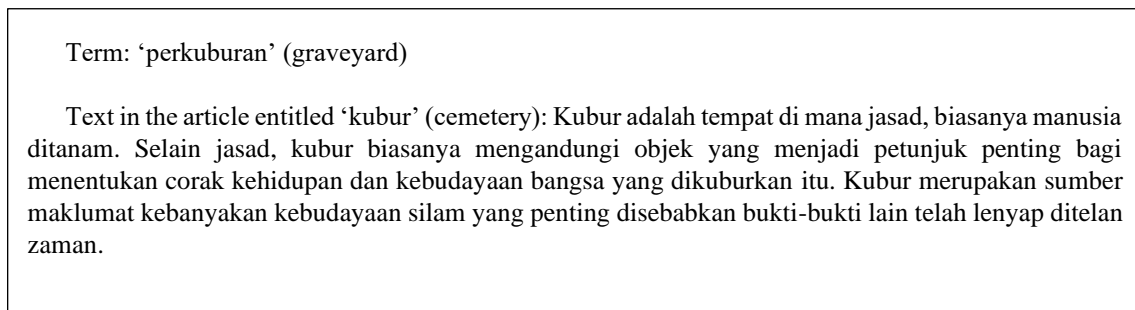 Term: ‘perkuburan’ (graveyard)
Text in the article entitled ‘kubur’ (cemetery): Kubur adalah tempat di mana jasad, biasanya manusia
ditanam. Selain jasad, kubur biasanya mengandungi objek yang menjadi petunjuk penting bagi
menentukan corak kehidupan dan kebudayaan bangsa yang dikuburkan itu. Kubur merupakan sumber
maklumat kebanyakan kebudayaan silam yang penting disebabkan bukti-bukti lain telah lenyap ditelan
zaman.